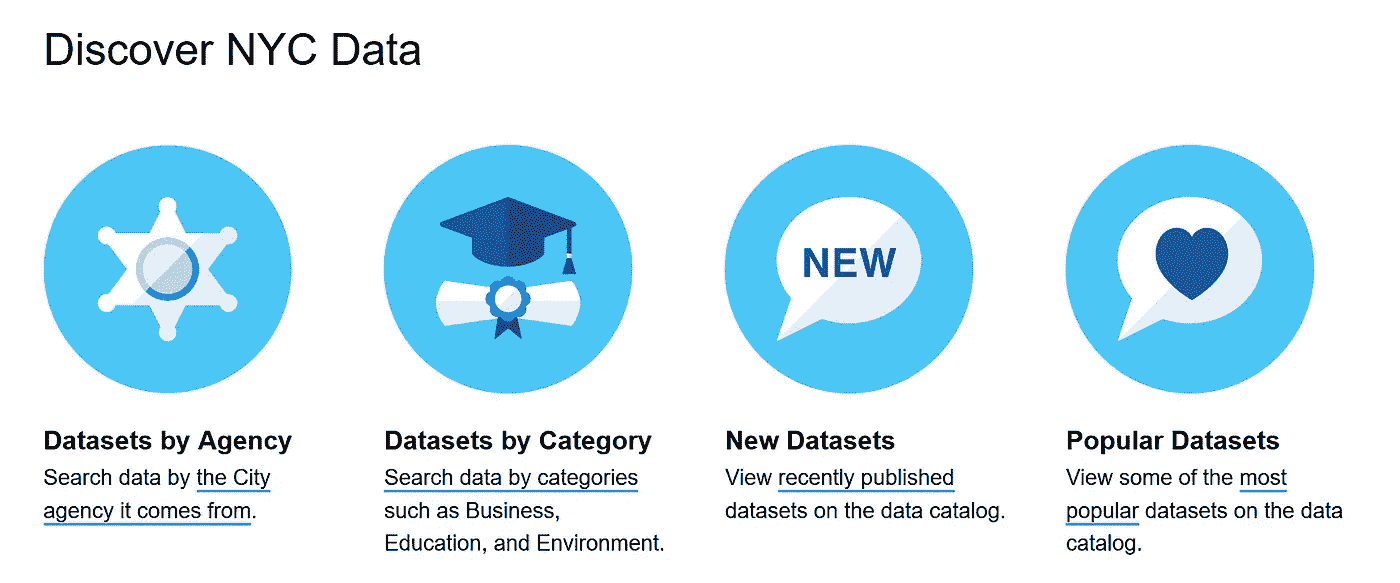 Discover NYC Data
NEW
Datasets by Agency
Search data by the City
agency it comes from.
Datasets by Category
Search data by categories
such as Business,
Education, and Environment.
New Datasets
View recently published
datasets on the data catalog.
Popular Datasets
View some of the most
popular datasets on the data
catalog.